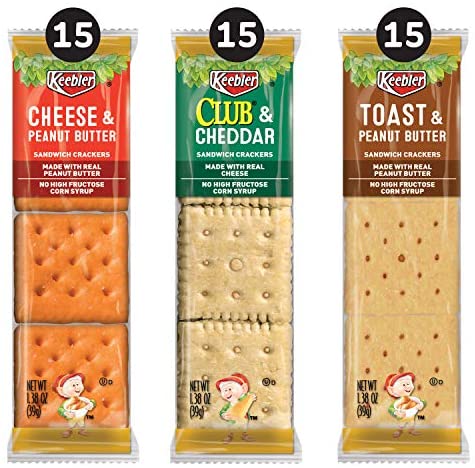 15
Keebler
CHEESE &
PEANUT BUTTER
SANDWICH CRACKERS
MADE WITH REAL
PEANUT BUTTER
NO HIGH FRUCTOSE
CORN SYRUP
NET WT
1.38 OZ
(39g)
U D
TM
15
Keebler
CLUB® &
CHEDDAR
SANDWICH CRACKERS
MADE WITH REAL
CHEESE
NO HIGH FRUCTOSE
CORN SYRUP
NET WT
1.38 OZ
(39g)
U D
TM
15
Keebler
TOAST &
PEANUT BUTTER
SANDWICH CRACKERS
MADE WITH REAL
PEANUT BUTTER
NO HIGH FRUCTOSE
CORN SYRUP
NET WT
1.38 OZ
(39g)
U D
TM